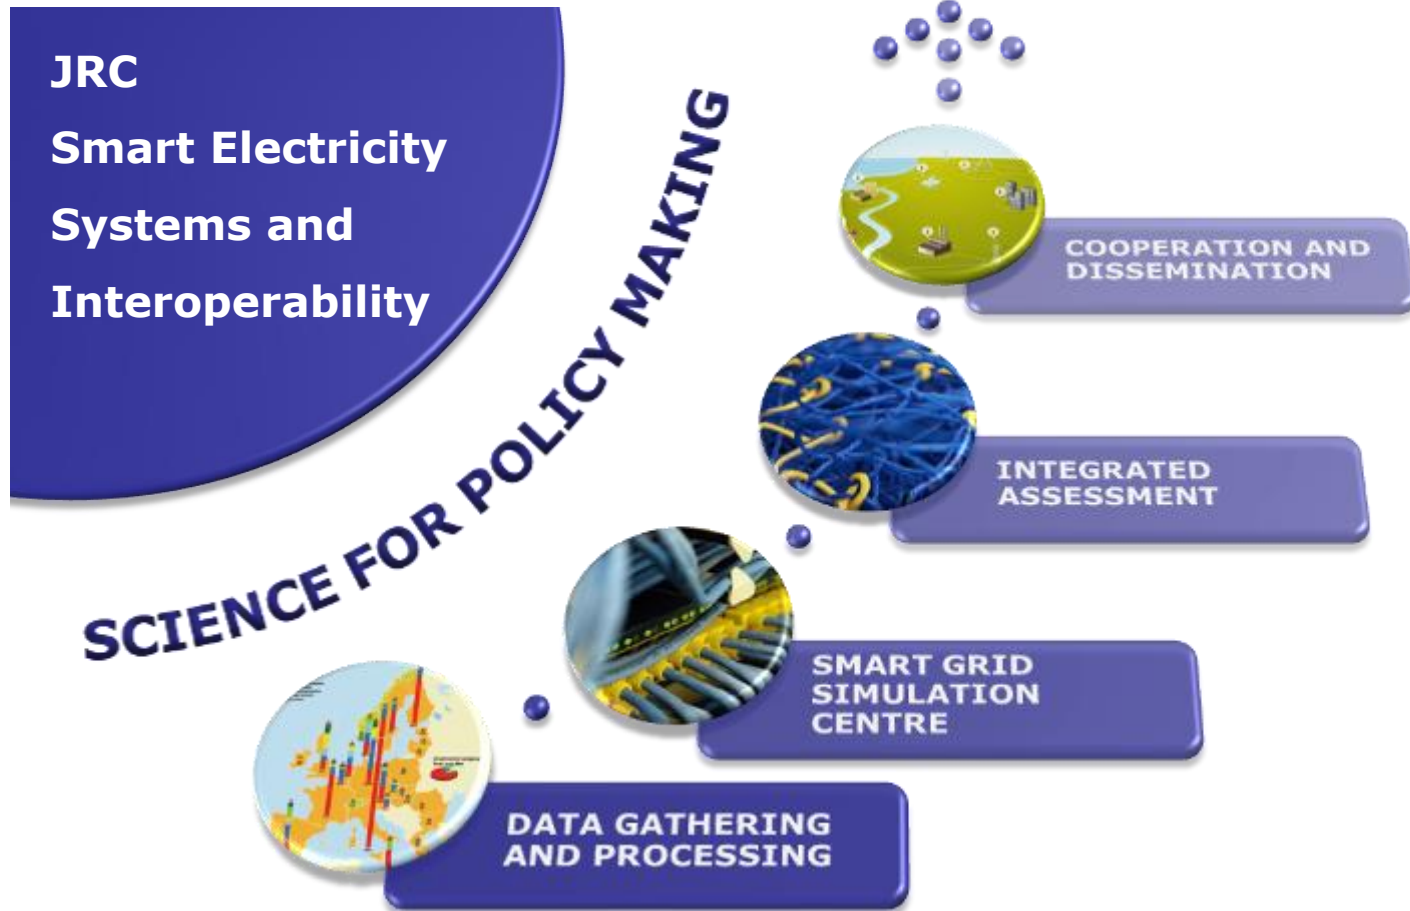 JRC
Smart Electricity
Systems and
Interoperability
SCIENCE FOR POLICY MAKING
COOPERATION AND
DISSEMINATION
INTEGRATED
ASSESSMENT
SMART GRID
SIMULATION
CENTRE
DATA GATHERING
AND PROCESSING